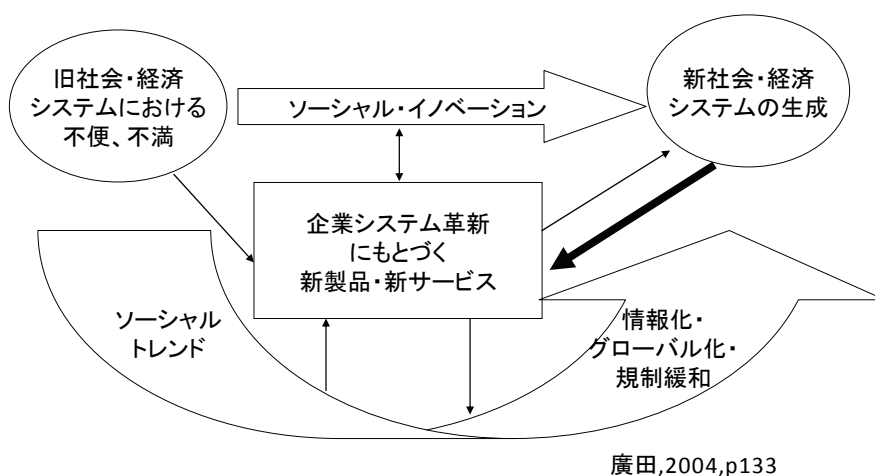 旧社会・経済
システムにおける
不便、不満
ソーシャル・イノベーション
新社会・経済
システムの生成
企業システム革新
にもとづく
新製品・新サービス
ソーシャル
トレンド
情報化・
グローバル化・
規制緩和
廣田,2004,p133